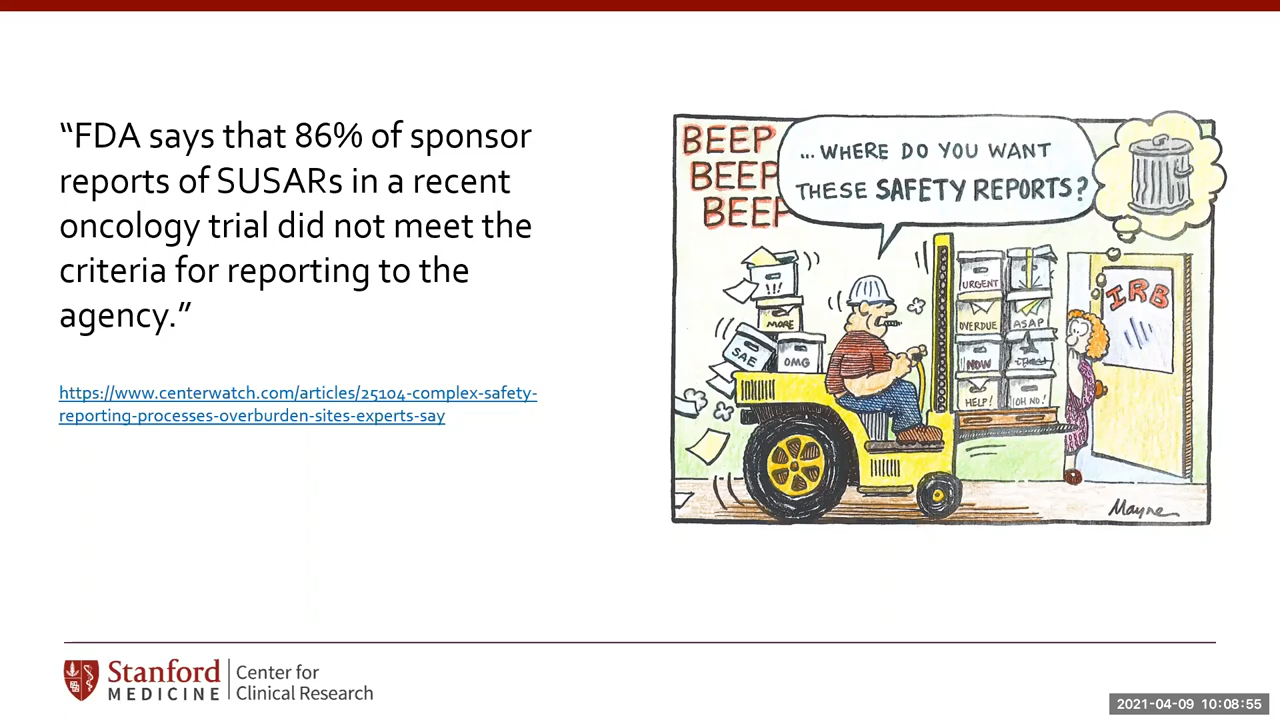 “FDA says that 86% of sponsor
reports of SUSARs in a recent
oncology trial did not meet the
criteria for reporting to the
agency.”
https://www.centerwatch.com/articles/25104-complex-safety-
reporting-processes-overburden-sites-experts-say
BEEP
BEEP
BEEP
...WHERE DO YOU WANT
THESE SAFETY REPORTS?
!!!
MORE
SAE
OMG
URGENT
OVERDUE
ASAP
NOW
HELP!
OH NO!
IRB
Mayne
Stanford
MEDICINE
Center for
Clinical Research
2021-04-09 10:08:55